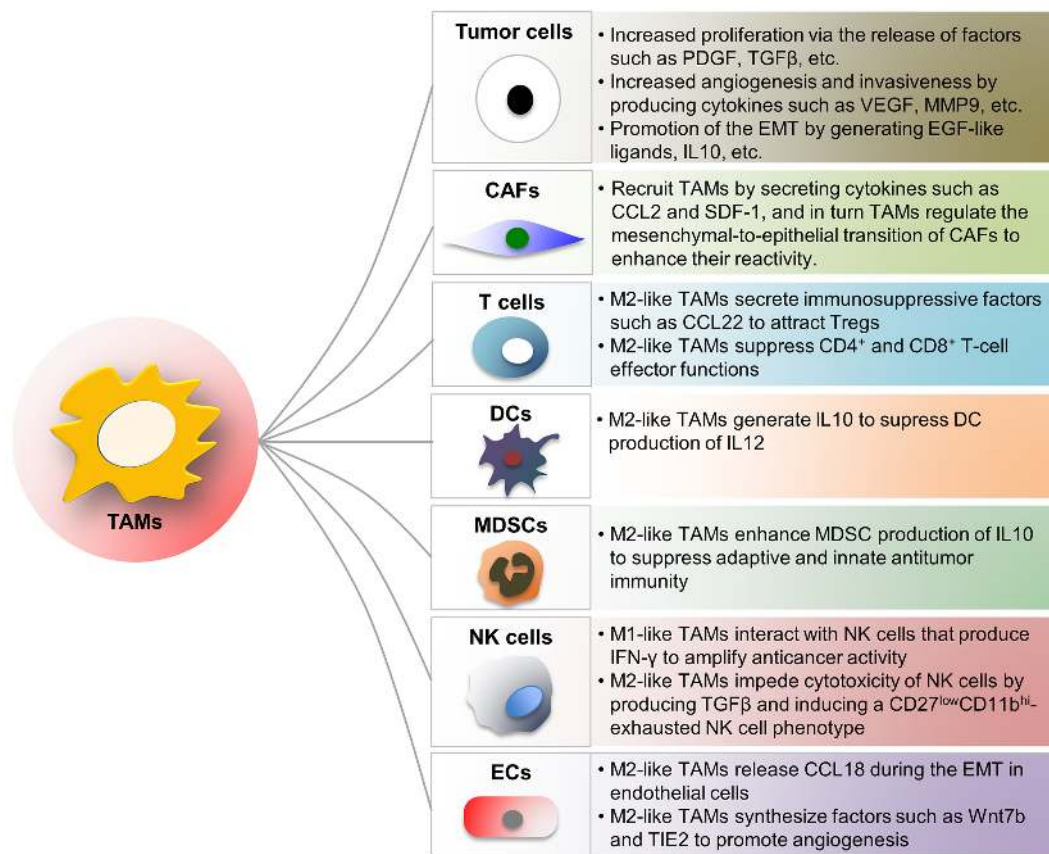 Tumor cells
• Increased proliferation via the release of factors
such as PDGF, TGFβ, etc.
• Increased angiogenesis and invasiveness by
producing cytokines such as VEGF, MMP9, etc.
• Promotion of the EMT by generating EGF-like
ligands, IL10, etc.
CAFs
• Recruit TAMs by secreting cytokines such as
CCL2 and SDF-1, and in turn TAMs regulate the
mesenchymal-to-epithelial transition of CAFs to
enhance their reactivity.
T cells
• M2-like TAMs secrete immunosuppressive factors
such as CCL22 to attract Tregs
• M2-like TAMs suppress CD4⁺ and CD8⁺ T-cell
effector functions
TAMs
DCs
• M2-like TAMs generate IL10 to supress DC
production of IL12
MDSCs
• M2-like TAMs enhance MDSC production of IL10
to suppress adaptive and innate antitumor
immunity
NK cells
• M1-like TAMs interact with NK cells that produce
IFN-γ to amplify anticancer activity
• M2-like TAMs impede cytotoxicity of NK cells by
producing TGFβ and inducing a CD27ˡᵒʷCD11bʰⁱ-
exhausted NK cell phenotype
ECs
• M2-like TAMs release CCL18 during the EMT in
endothelial cells
• M2-like TAMs synthesize factors such as Wnt7b
and TIE2 to promote angiogenesis